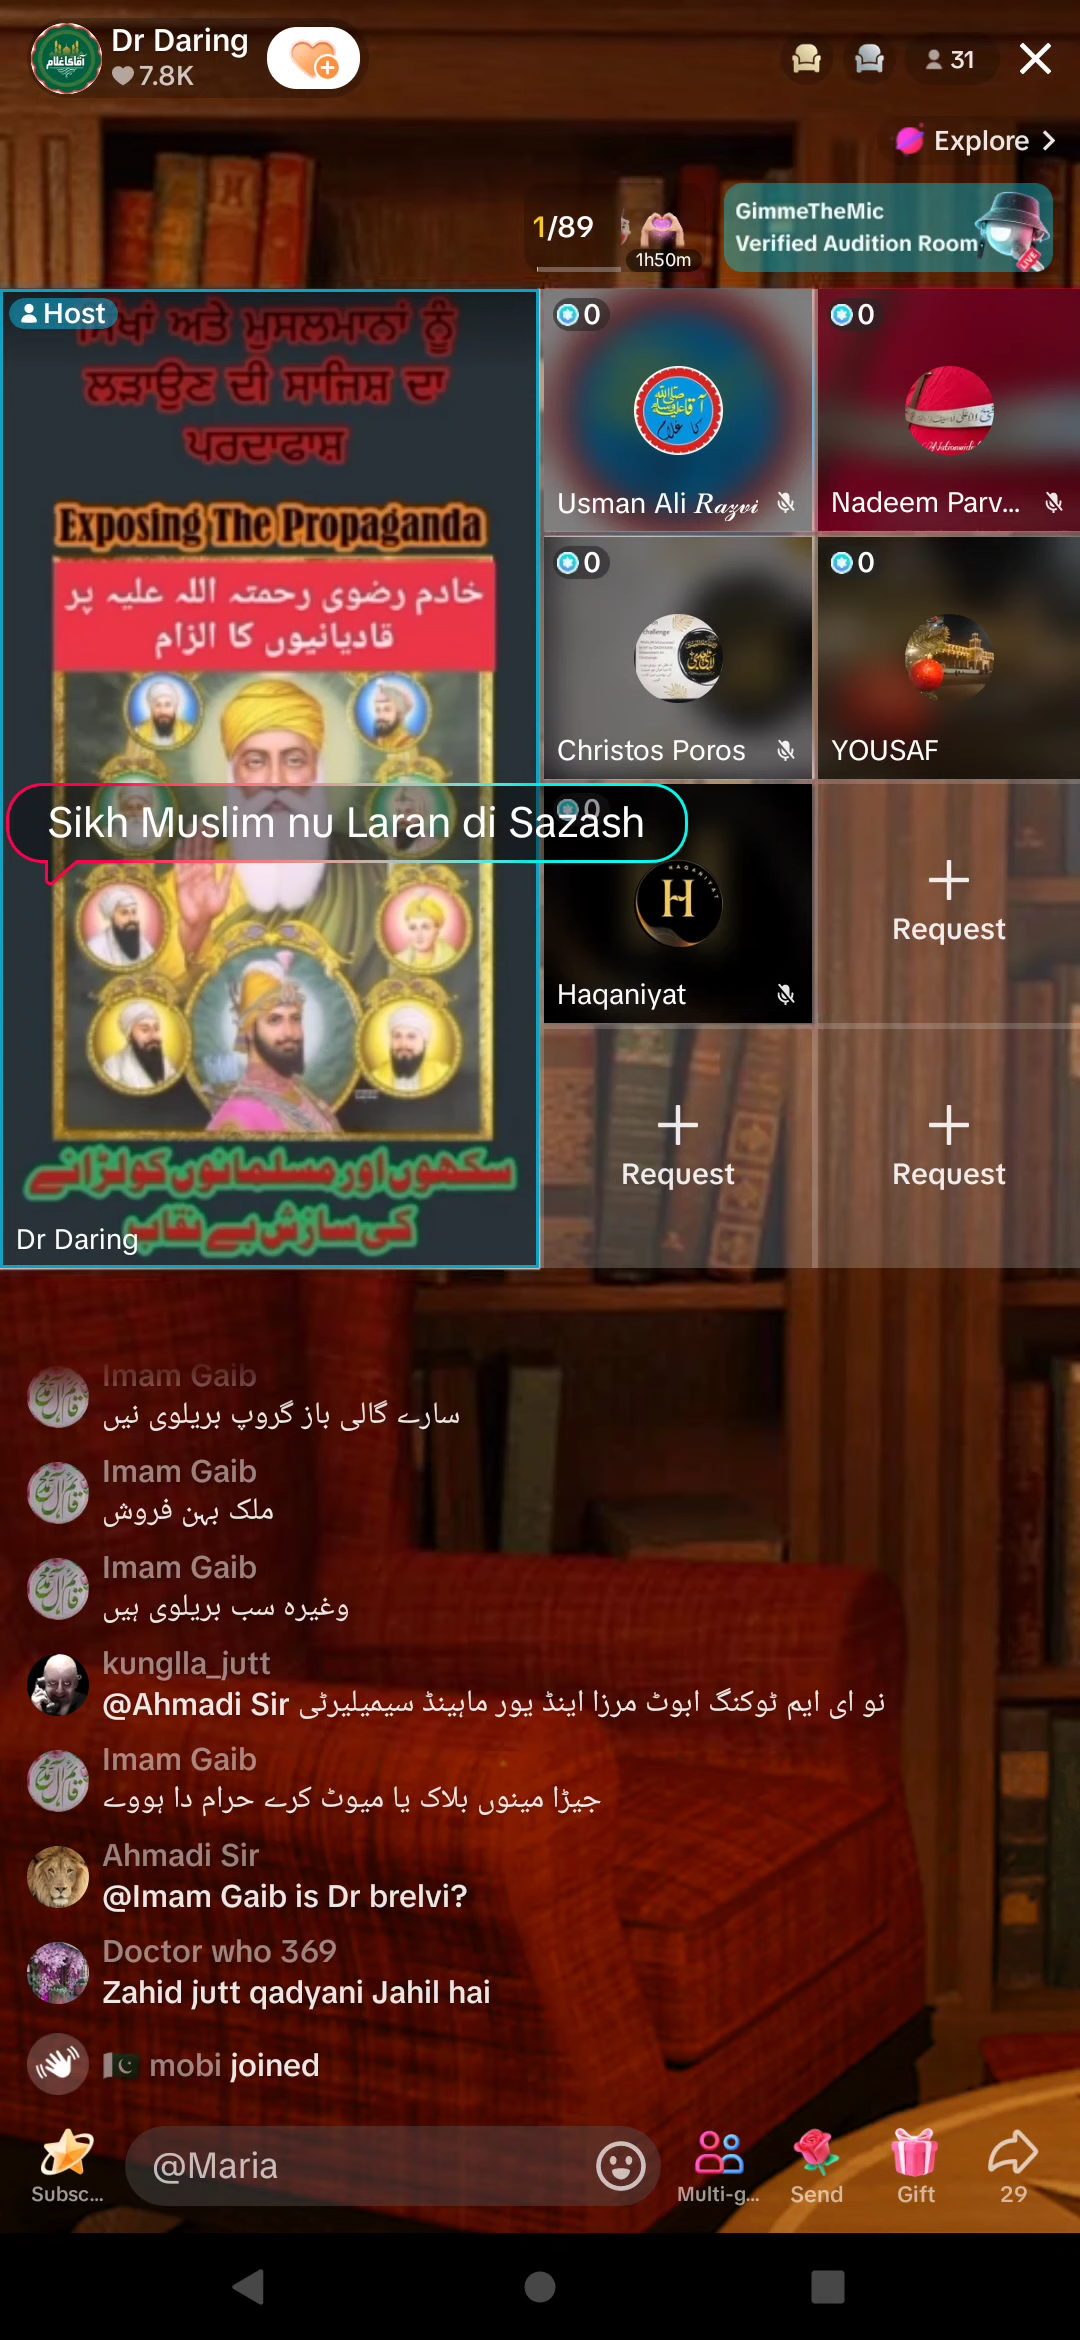 Dr Daring
7.8K
31
Explore
1/89
1h50m
GimmeTheMic
Verified Audition Room
LIVE
Host
ਸਿੱਖਾਂ ਅਤੇ ਮੁਸਲਮਾਨਾਂ ਨੂੰ
ਲੜਾਉਣ ਦੀ ਸਾਜਿਸ਼ ਦਾ
ਪਰਦਾਫਾਸ਼
Exposing The Propaganda
خادم رضوی رحمتہ اللہ علیہ پر
قادیانیوں کا الزام
Sikh Muslim nu Laran di Sazash
سکھوں اور مسلمانوں کو لڑانے
کی سازش بے نقاب
Dr Daring
0
Usman Ali Razvi
0
Nadeem Parv...
0
Christos Poros
0
YOUSAF
0
H
Haqaniyat
Request
Request
Request
Imam Gaib
سارے گالی باز گروپ بریلوی نیں
Imam Gaib
ملک بہن فروش
Imam Gaib
وغیرہ سب بریلوی ہیں
kunglla_jutt
@Ahmadi Sir نو ای ایم ٹوکنگ ابوٹ مرزا اینڈ یور ماہینڈ سیمیلیرٹی
Imam Gaib
جیڑا مینوں بلاک یا میوٹ کرے حرام دا ہووے
Ahmadi Sir
@Imam Gaib is Dr brelvi?
Doctor who 369
Zahid jutt qadyani Jahil hai
mobi joined
@Maria
Subsc...
Multi-g...
Send
Gift
29